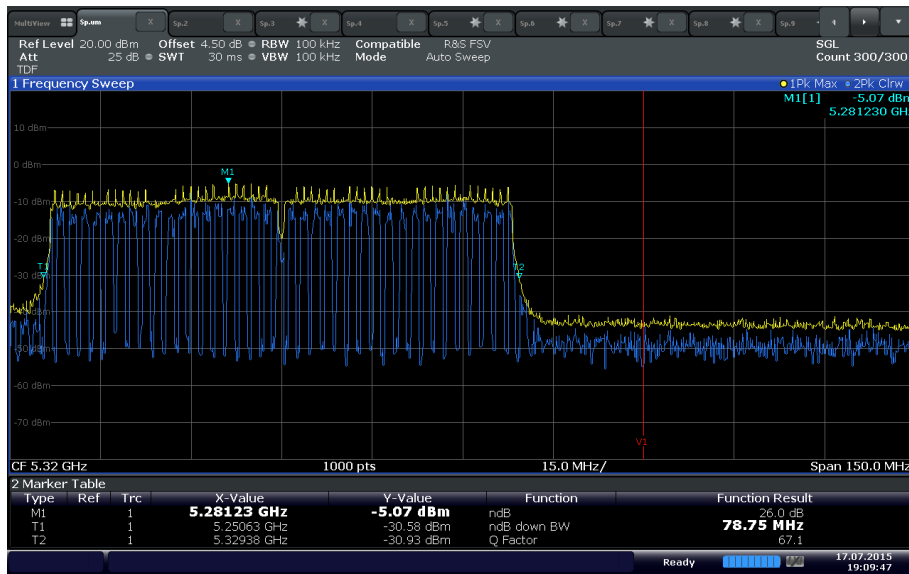 MultiView Sp.um X Sp.2 X Sp.3 X Sp.4 X Sp.5 X Sp.6 X Sp.7 X Sp.8 X Sp.9
Ref Level 20.00 dBm Offset 4.50 dB RBW 100 kHz Compatible R&S FSV SGL
Att 25 dB SWT 30 ms VBW 100 kHz Mode Auto Sweep Count 300/300
TDF
1 Frequency Sweep 1Pk Max 2Pk Clrw
M1[1] -5.07 dBm
5.281230 GH
10 dBm
0 dBm
M1
-10 dBm
-20 dBm
T1 T2
-30 dBm
-50 dBm
-60 dBm
-70 dBm
V1
CF 5.32 GHz 1000 pts 15.0 MHz/ Span 150.0 MHz
2 Marker Table
Type Ref Trc X-Value Y-Value Function Function Result
M1 1 5.28123 GHz -5.07 dBm ndB 26.0 dB
T1 1 5.25063 GHz -30.58 dBm ndB down BW 78.75 MHz
T2 1 5.32938 GHz -30.93 dBm Q Factor 67.1
Ready 17.07.2015
19:09:47